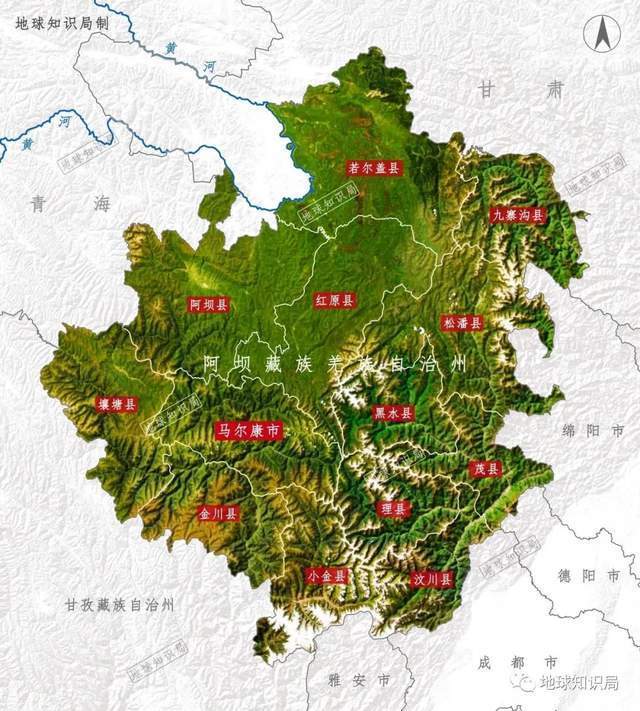 地球知识局制
黄河
黄河
甘肃
青海
若尔盖县
地球知识局
地球知识局
地球知识局
九寨沟县
阿坝县
红原县
松潘县
阿坝藏族羌族自治州
壤塘县
地球知识局
黑水县
马尔康市
绵阳市
地球知识局
茂县
金川县
理县
地球知识局
小金县
汶川县
德阳市
甘孜藏族自治州
地球知识局
雅安市
成都市
地球知识局